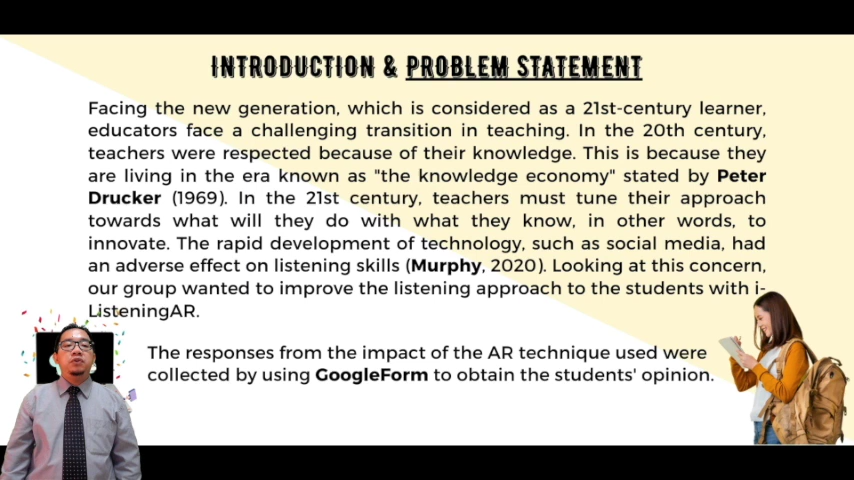 INTRODUCTION & PROBLEM STATEMENT
Facing the new generation, which is considered as a 21st-century learner,
educators face a challenging transition in teaching. In the 20th century,
teachers were respected because of their knowledge. This is because they
are living in the era known as "the knowledge economy" stated by Peter
Drucker (1969). In the 21st century, teachers must tune their approach
towards what will they do with what they know, in other words, to
innovate. The rapid development of technology, such as social media, had
an adverse effect on listening skills (Murphy, 2020). Looking at this concern,
our group wanted to improve the listening approach to the students with i-
ListeningAR.
The responses from the impact of the AR technique used were
collected by using GoogleForm to obtain the students' opinion.